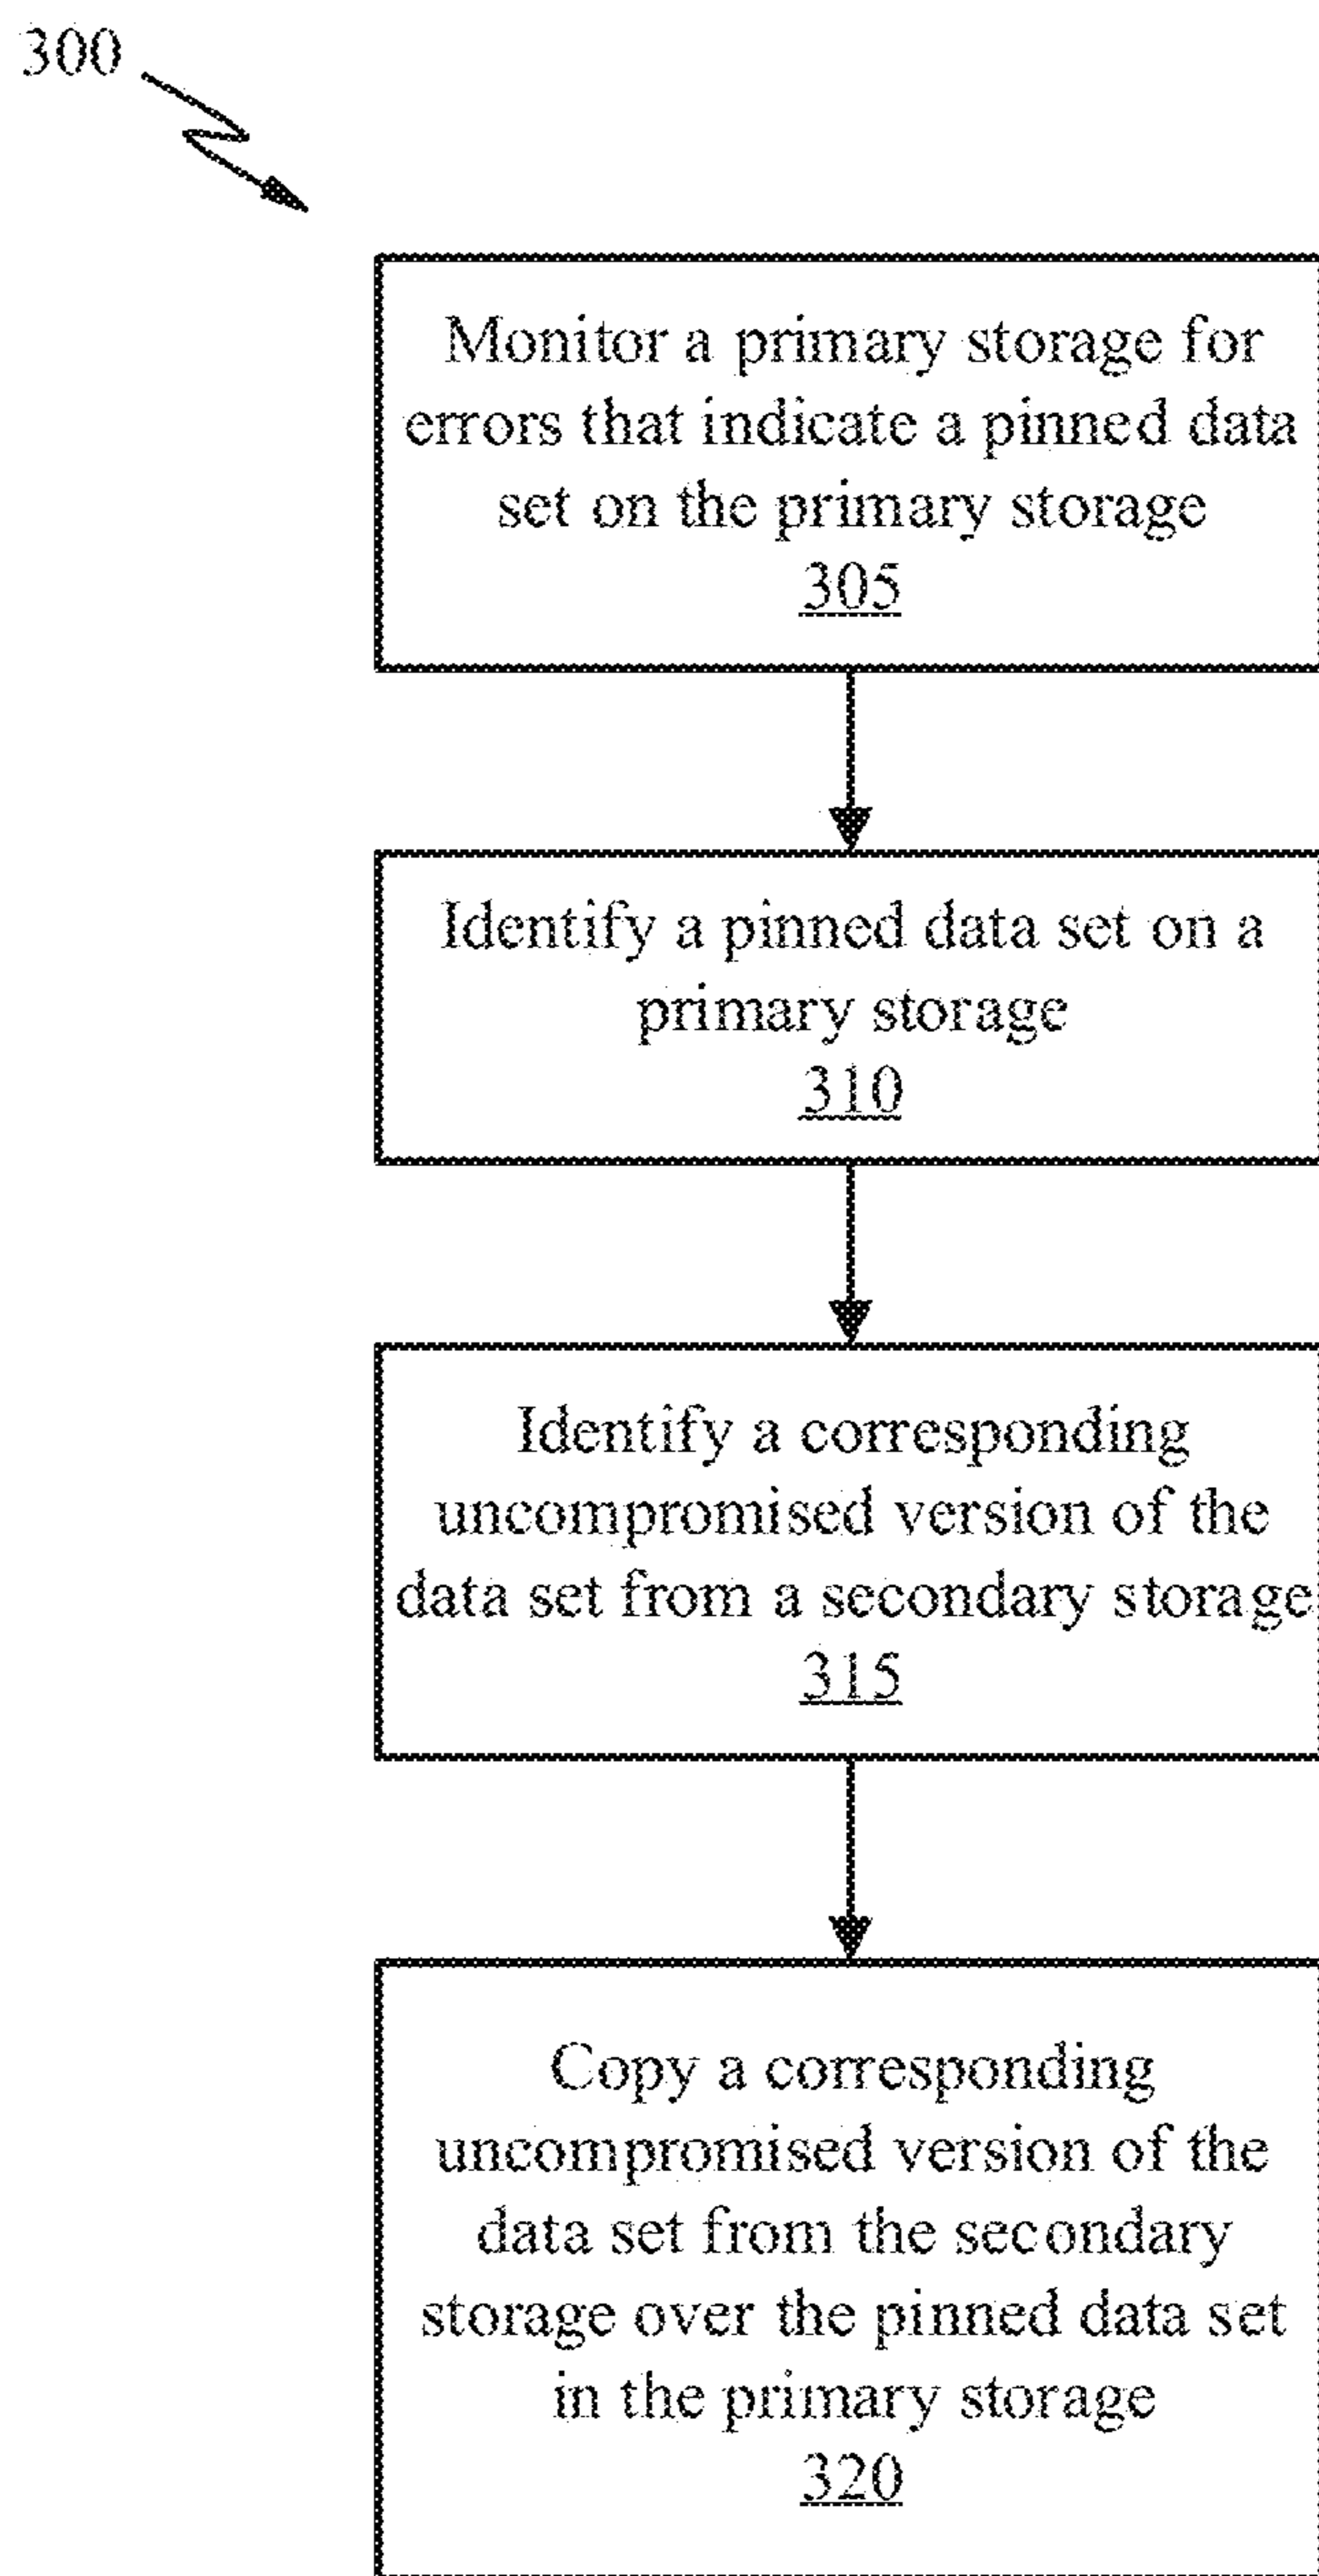 300
Monitor a primary storage for
errors that indicate a pinned data
set on the primary storage
305
Identify a pinned data set on a
primary storage
310
Identify a corresponding
uncompromised version of the
data set from a secondary storage
315
Copy a corresponding
uncompromised version of the
data set from the secondary
storage over the pinned data set
in the primary storage
320